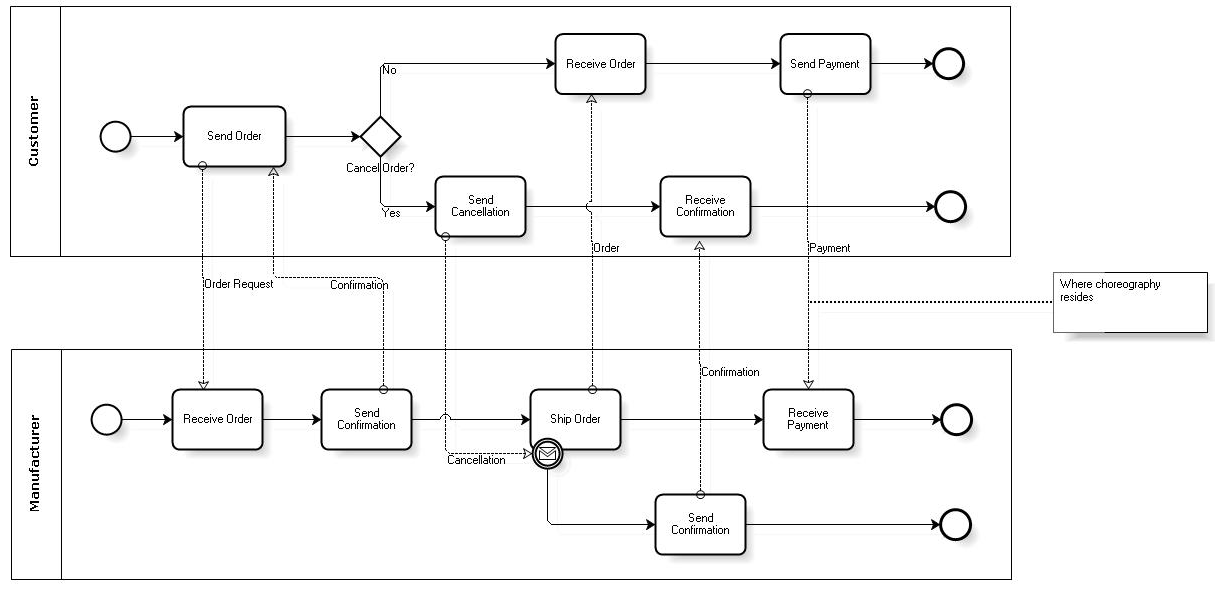 Customer
Receive Order
Send Payment
No
Send Order
Cancel Order?
Send
Cancellation
Receive
Confirmation
Yes
Order
Payment
Order Request
Confirmation
Where choreography
resides
Manufacturer
Confirmation
Receive Order
Send
Confirmation
Ship Order
Receive
Payment
Cancellation
Send
Confirmation